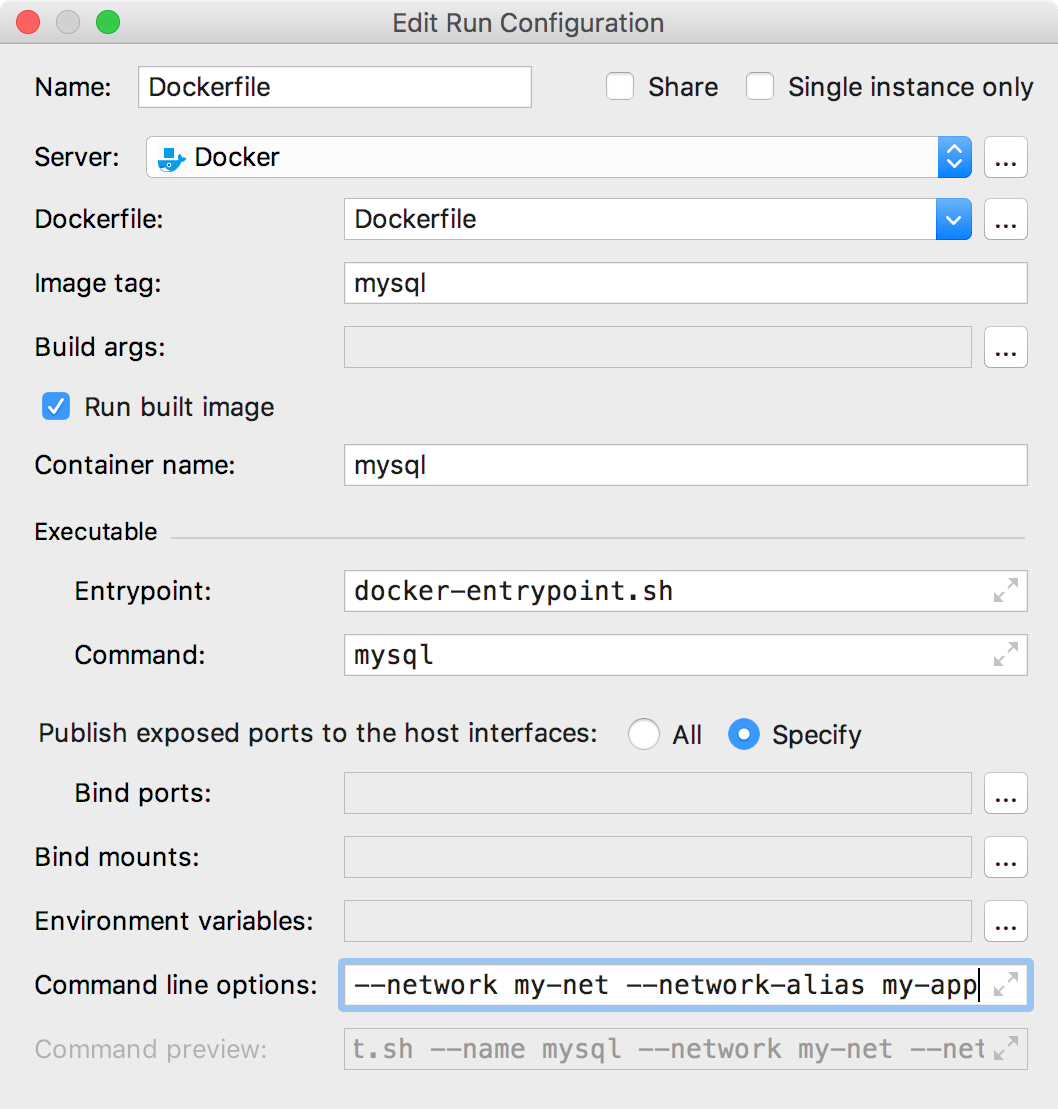 Edit Run Configuration
Name: Dockerfile Share Single instance only
Server: Docker ...
Dockerfile: Dockerfile ...
Image tag: mysql
Build args: ...
Run built image
Container name: mysql
Executable
Entrypoint: docker-entrypoint.sh
Command: mysql
Publish exposed ports to the host interfaces: All Specify
Bind ports: ...
Bind mounts: ...
Environment variables: ...
Command line options: --network my-net --network-alias my-app
Command preview: t.sh --name mysql --network my-net --net